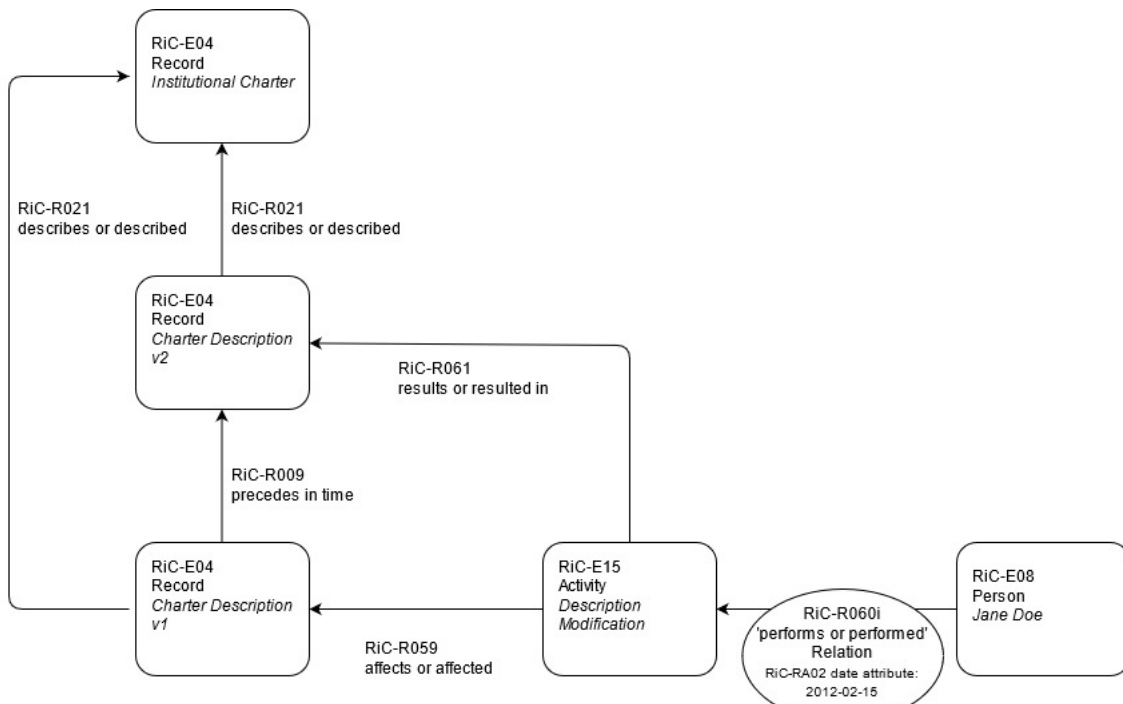 RiC-E04
Record
Institutional Charter
RiC-R021
describes or described
RiC-R021
describes or described
RiC-E04
Record
Charter Description
v2
RiC-R061
results or resulted in
RiC-R009
precedes in time
RiC-E04
Record
Charter Description
v1
RiC-R059
affects or affected
RiC-E15
Activity
Description
Modification
RiC-R060i
'performs or performed'
Relation
RiC-RA02 date attribute:
2012-02-15
RiC-E08
Person
Jane Doe